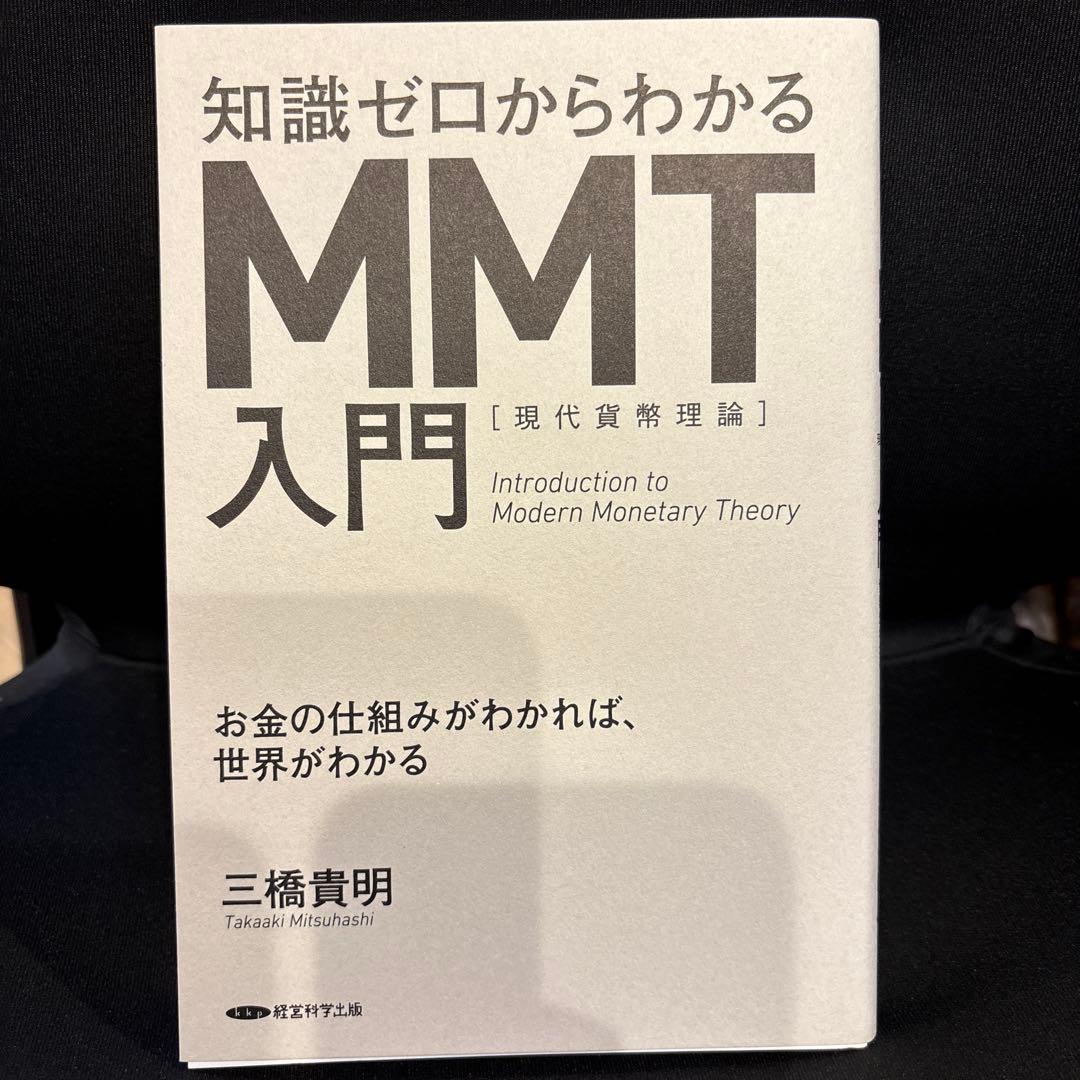 知識ゼロからわかる
MMT
入門
[現代貨幣理論]
Introduction to
Modern Monetary Theory
お金の仕組みがわかれば、
世界がわかる
三橋貴明
Takaaki Mitsuhashi
kkp 経営科学出版